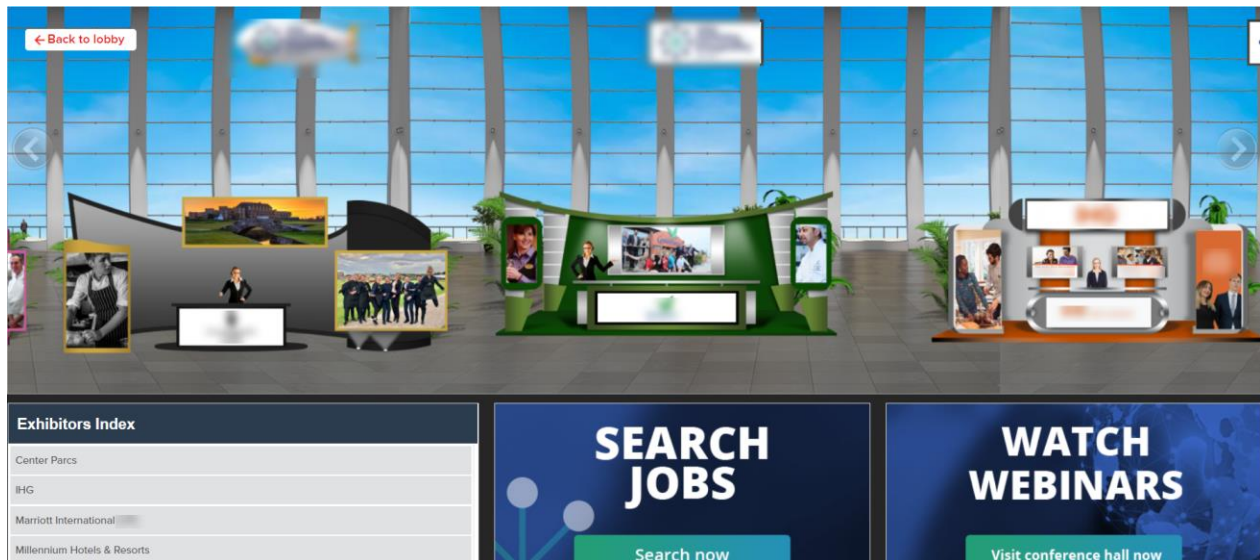 ←Back to lobby
IHG
Exhibitors Index
Center Parcs
IHG
Marriott International
Millennium Hotels & Resorts
SEARCH
JOBS
Search now
WATCH
WEBINARS
Visit conference hall now